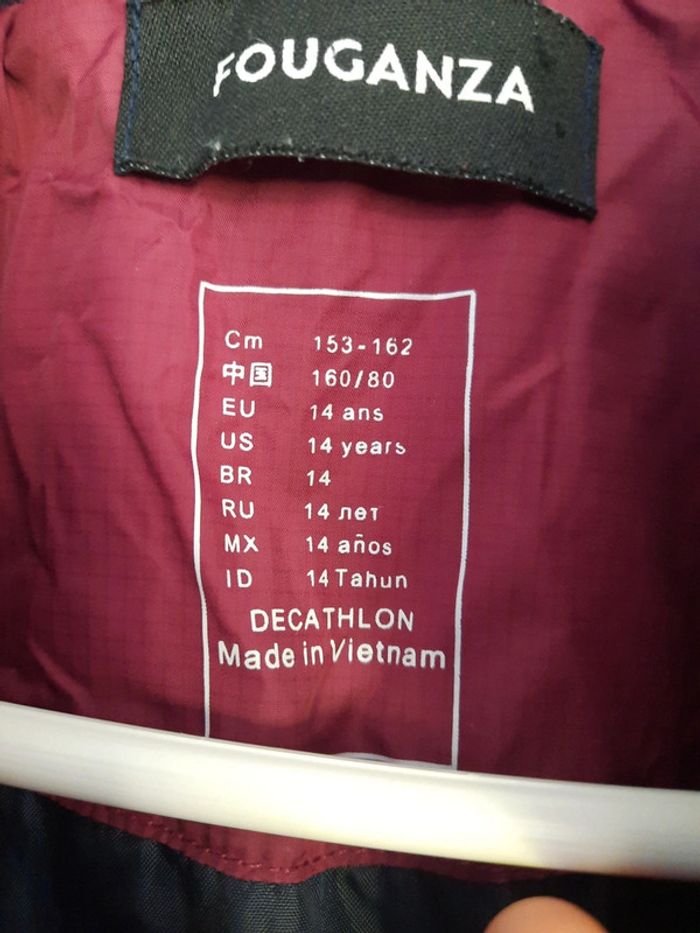 FOUGANZA
Cm 153-162
中国 160/80
EU 14 ans
US 14 years
BR 14
RU 14 лет
MX 14 años
ID 14 Tahun
DECATHLON
Made in Vietnam